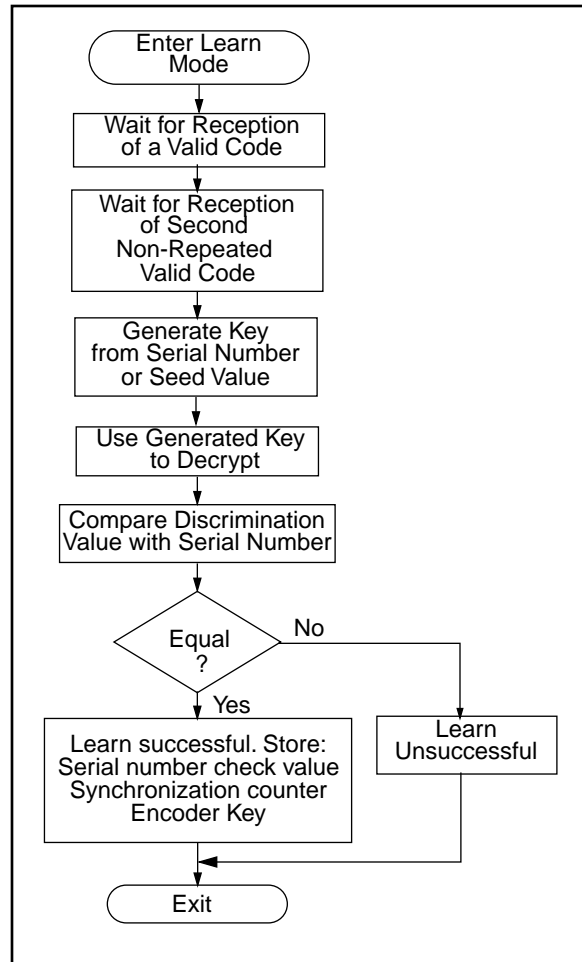 Enter Learn
Mode
Wait for Reception
of a Valid Code
Wait for Reception
of Second
Non-Repeated
Valid Code
Generate Key
from Serial Number
or Seed Value
Use Generated Key
to Decrypt
Compare Discrimination
Value with Serial Number
Equal
?
No
Yes
Learn successful. Store:
Serial number check value
Synchronization counter
Encoder Key
Learn
Unsuccessful
Exit